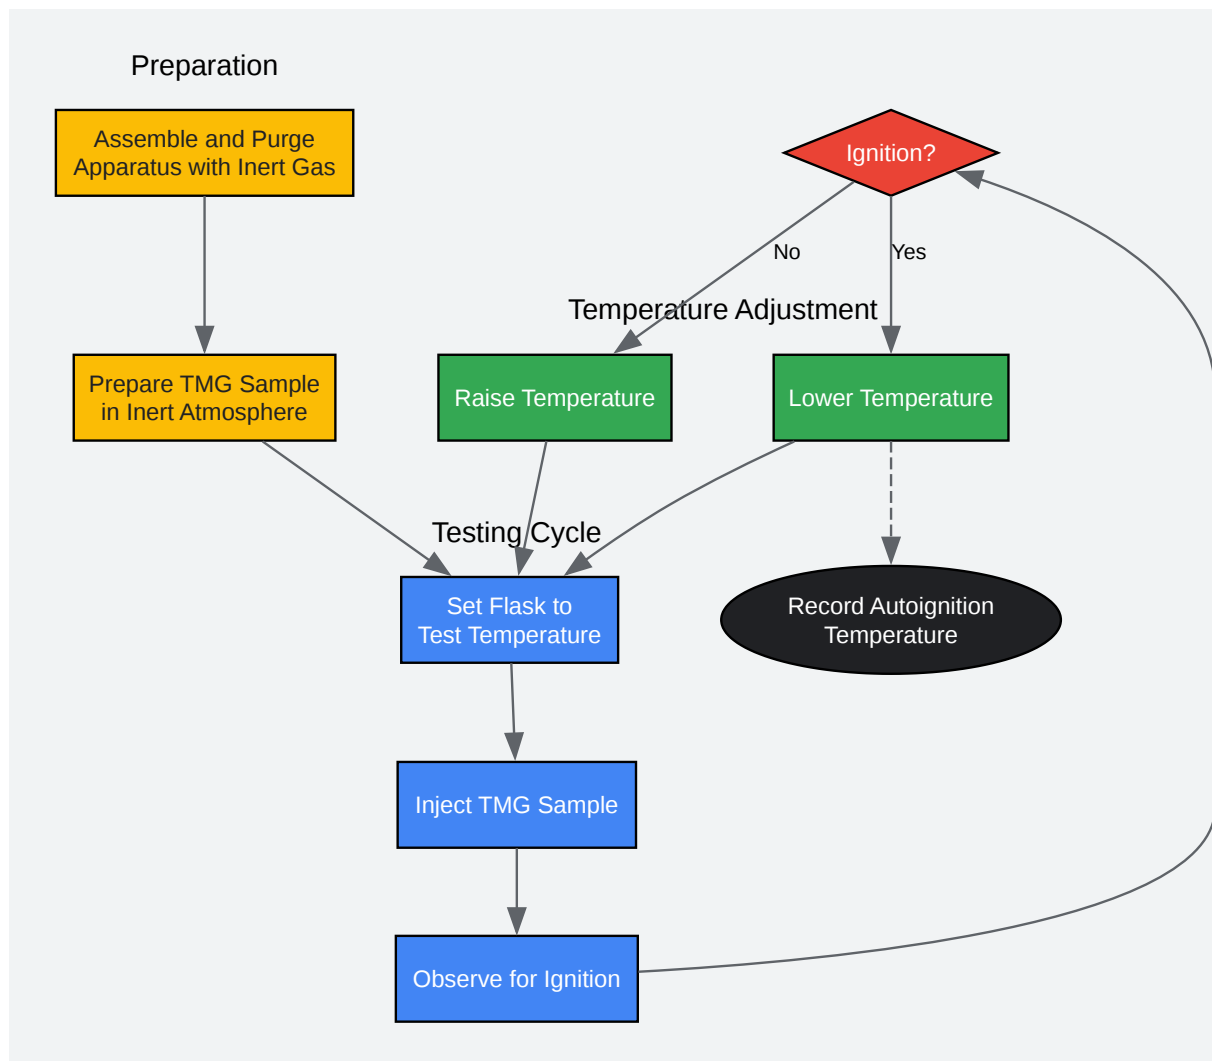 Preparation
Assemble and Purge
Apparatus with Inert Gas
Ignition?
No
Yes
Temperature Adjustment
Prepare TMG Sample
in Inert Atmosphere
Raise Temperature
Lower Temperature
Testing Cycle
Set Flask to
Test Temperature
Record Autoignition
Temperature
Inject TMG Sample
Observe for Ignition